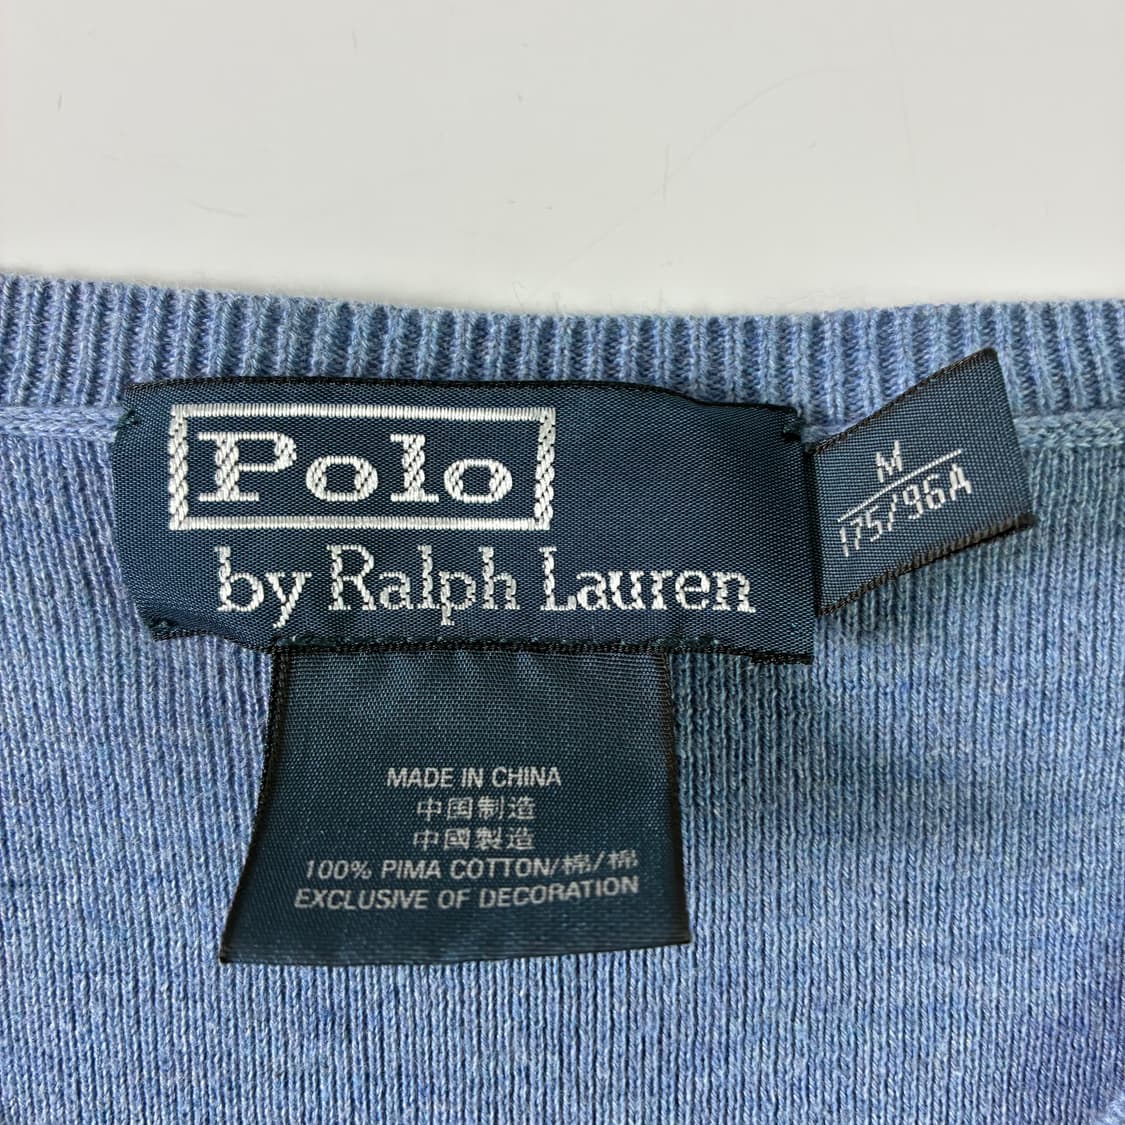 Polo
by Ralph Lauren
M
175/96A
MADE IN CHINA
中国制造
中國製造
100% PIMA COTTON/棉/棉
EXCLUSIVE OF DECORATION